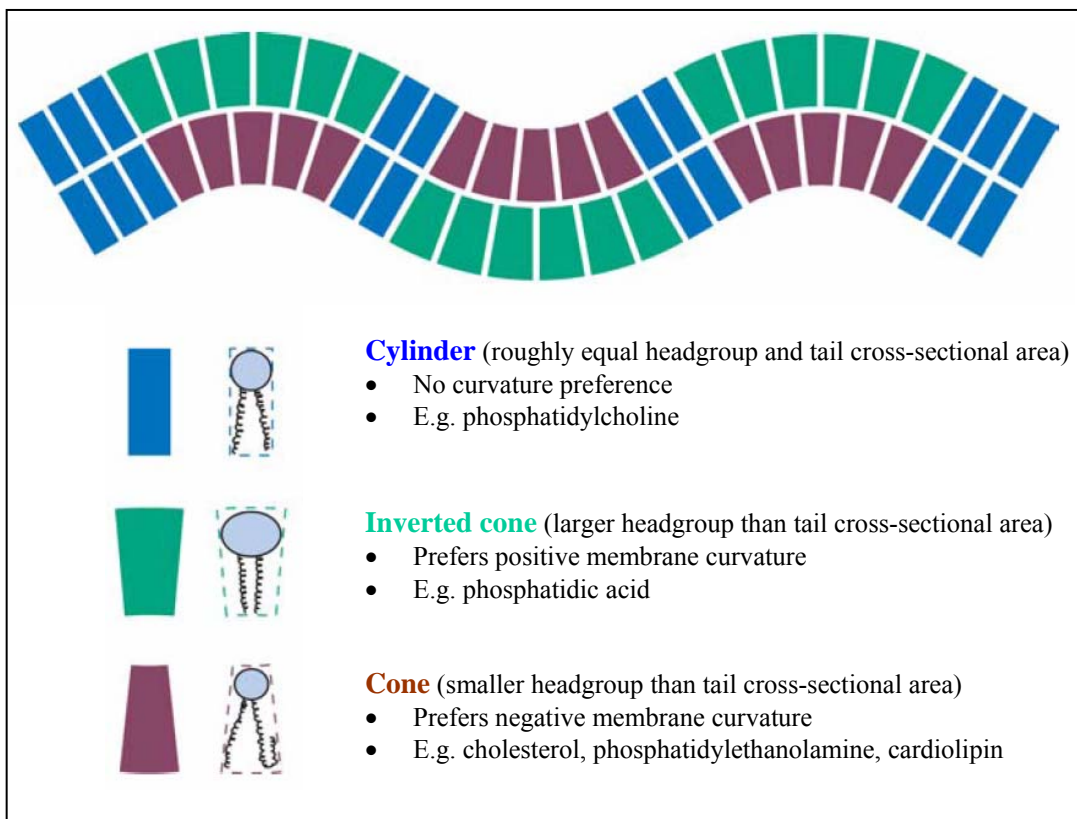 Cylinder (roughly equal headgroup and tail cross-sectional area)
• No curvature preference
• E.g. phosphatidylcholine
Inverted cone (larger headgroup than tail cross-sectional area)
• Prefers positive membrane curvature
• E.g. phosphatidic acid
Cone (smaller headgroup than tail cross-sectional area)
• Prefers negative membrane curvature
• E.g. cholesterol, phosphatidylethanolamine, cardiolipin